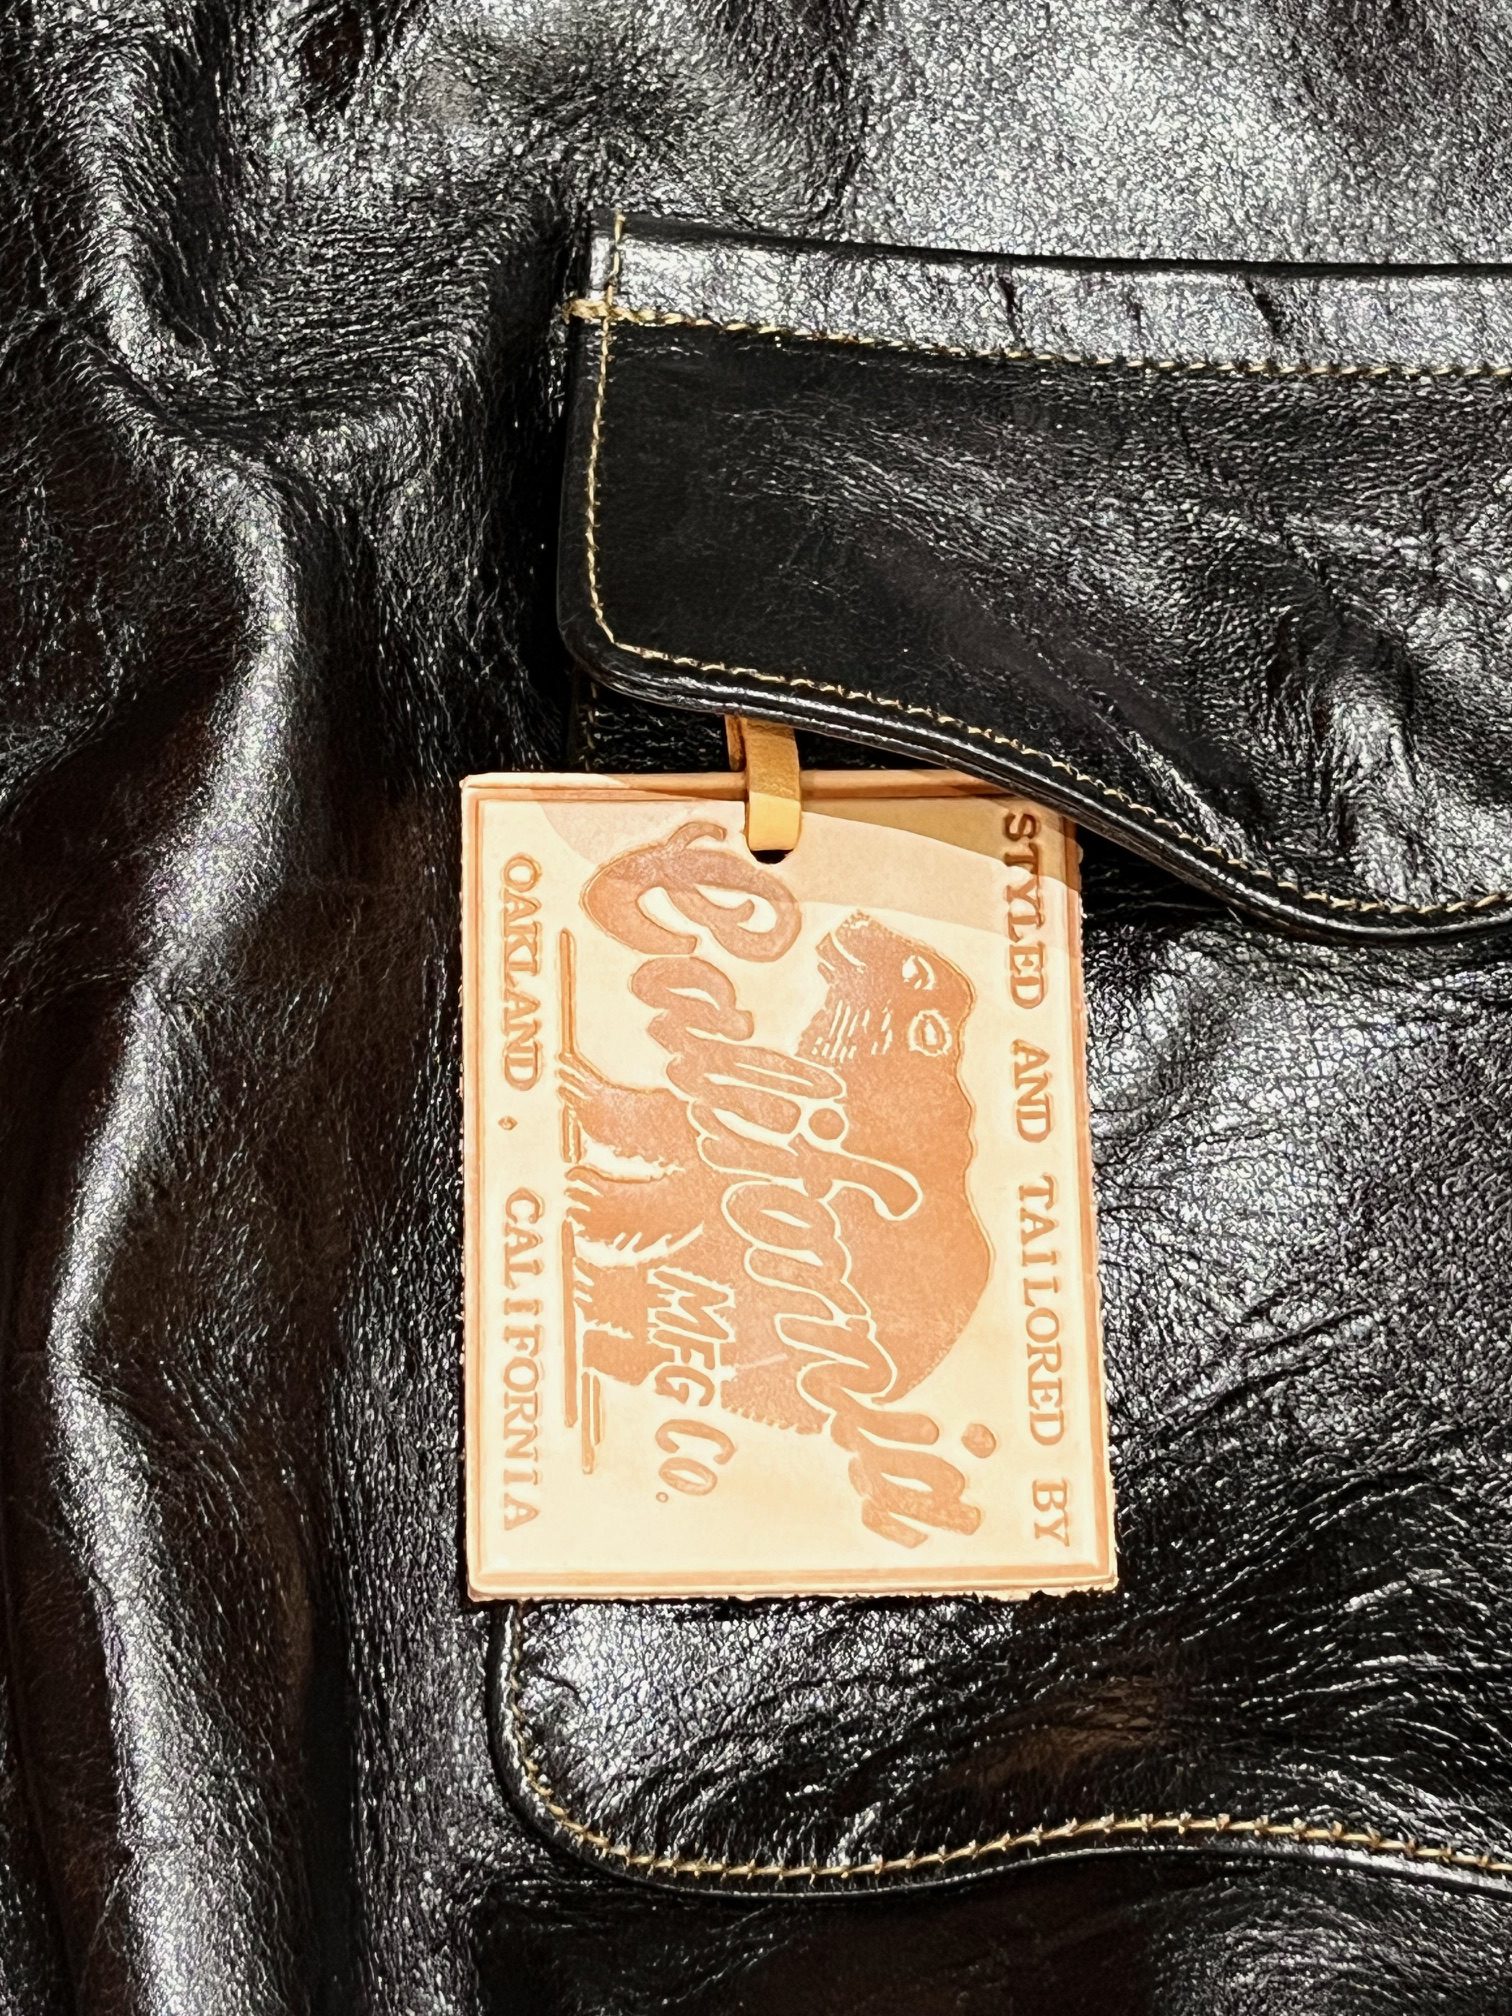 STYLED AND TAILORED BY
California
MFG CO.
OAKLAND · CALIFORNIA